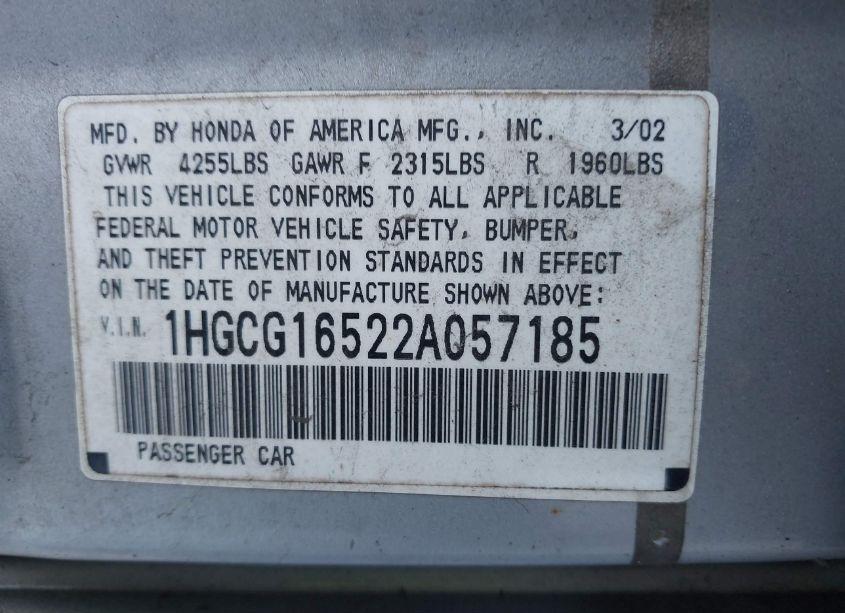 MFD. BY HONDA OF AMERICA MFG., INC. 3/02
GVWR 4255LBS GAWR F 2315LBS R 1960LBS
THIS VEHICLE CONFORMS TO ALL APPLICABLE
FEDERAL MOTOR VEHICLE SAFETY, BUMPER,
AND THEFT PREVENTION STANDARDS IN EFFECT
ON THE DATE OF MANUFACTURE SHOWN ABOVE:
V.I.N. 1HGCG16522A057185
PASSENGER CAR